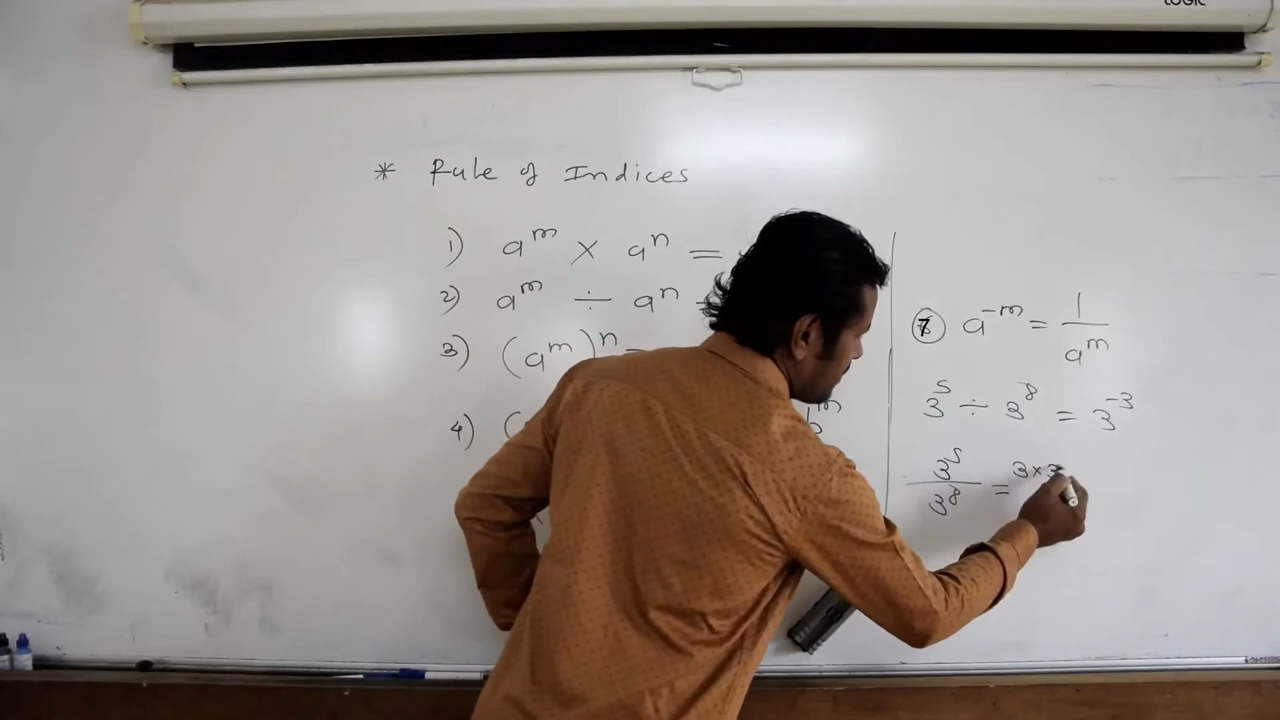 LOGIC
* Rule of Indices
1) a^m × a^n =
2) a^m ÷ a^n
3) (a^m)^n =
4) ( b^m
7 a^-m = 1/a^m
3^5 ÷ 3^8 = 3^-3
3^5/3^8 = 3×3